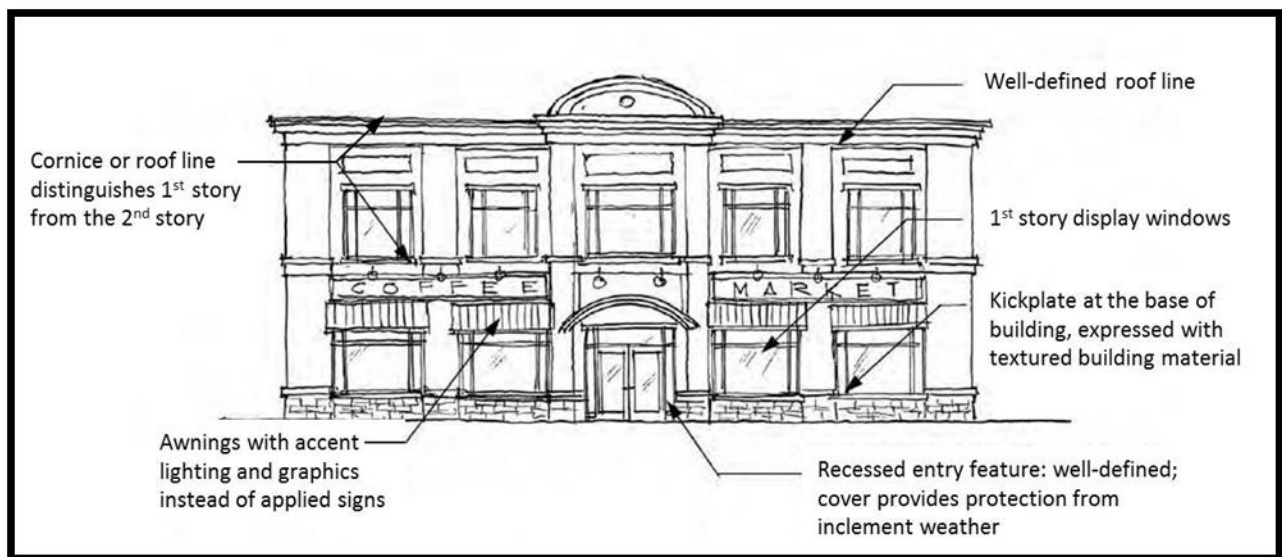 Well-defined roof line
Cornice or roof line
distinguishes 1st story
from the 2nd story
1st story display windows
COFFEE
MARKET
Kickplate at the base of
building, expressed with
textured building material
Awnings with accent
lighting and graphics
instead of applied signs
Recessed entry feature: well-defined;
cover provides protection from
inclement weather